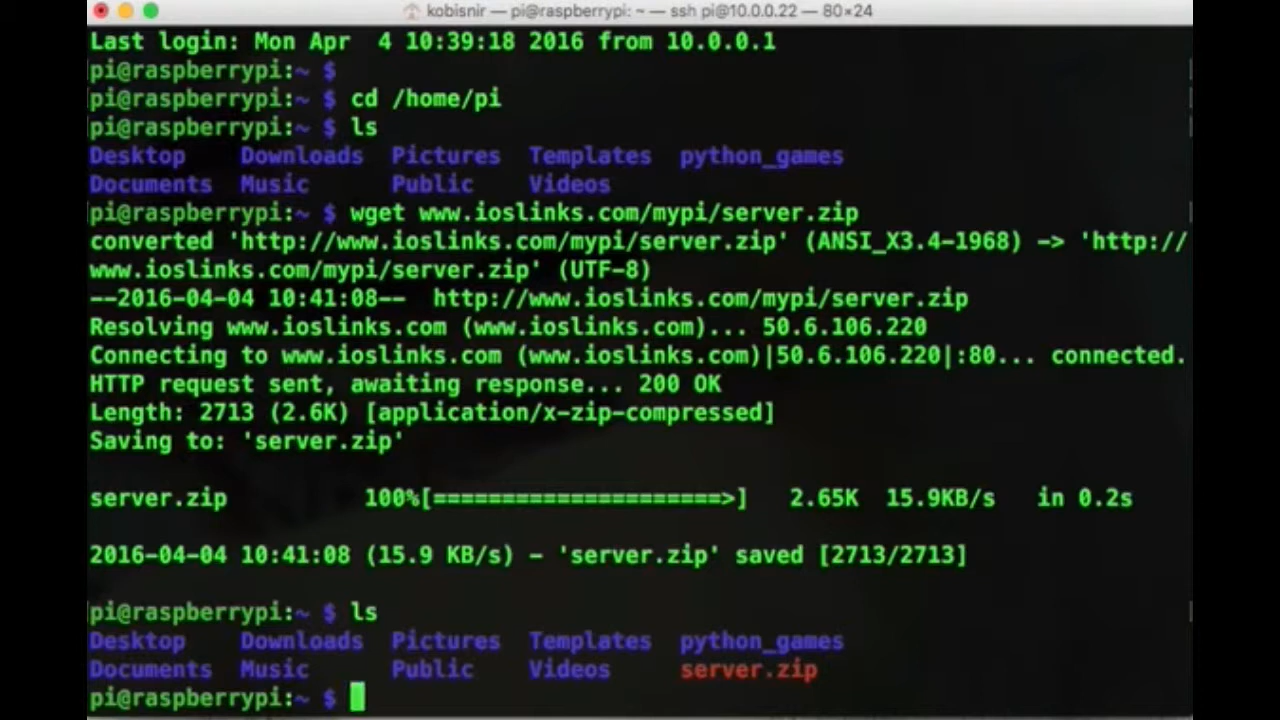 kobisnir — pi@raspberrypi: ~ — ssh pi@10.0.0.22 — 80×24
Last login: Mon Apr  4 10:39:18 2016 from 10.0.0.1
pi@raspberrypi:~ $
pi@raspberrypi:~ $ cd /home/pi
pi@raspberrypi:~ $ ls
Desktop    Downloads  Pictures  Templates  python_games
Documents  Music      Public    Videos
pi@raspberrypi:~ $ wget www.ioslinks.com/mypi/server.zip
converted 'http://www.ioslinks.com/mypi/server.zip' (ANSI_X3.4-1968) -> 'http://
www.ioslinks.com/mypi/server.zip' (UTF-8)
--2016-04-04 10:41:08--  http://www.ioslinks.com/mypi/server.zip
Resolving www.ioslinks.com (www.ioslinks.com)... 50.6.106.220
Connecting to www.ioslinks.com (www.ioslinks.com)|50.6.106.220|:80... connected.
HTTP request sent, awaiting response... 200 OK
Length: 2713 (2.6K) [application/x-zip-compressed]
Saving to: 'server.zip'
server.zip          100%[=====================>]   2.65K  15.9KB/s   in 0.2s
2016-04-04 10:41:08 (15.9 KB/s) - 'server.zip' saved [2713/2713]
pi@raspberrypi:~ $ ls
Desktop    Downloads  Pictures  Templates  python_games
Documents  Music      Public    Videos     server.zip
pi@raspberrypi:~ $